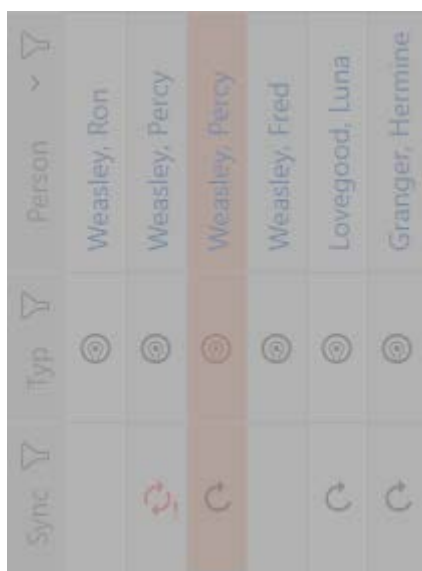 Sync Typ Person
Weasley, Ron
Weasley, Percy
Weasley, Percy
Weasley, Fred
Lovegood, Luna
Granger, Hermine